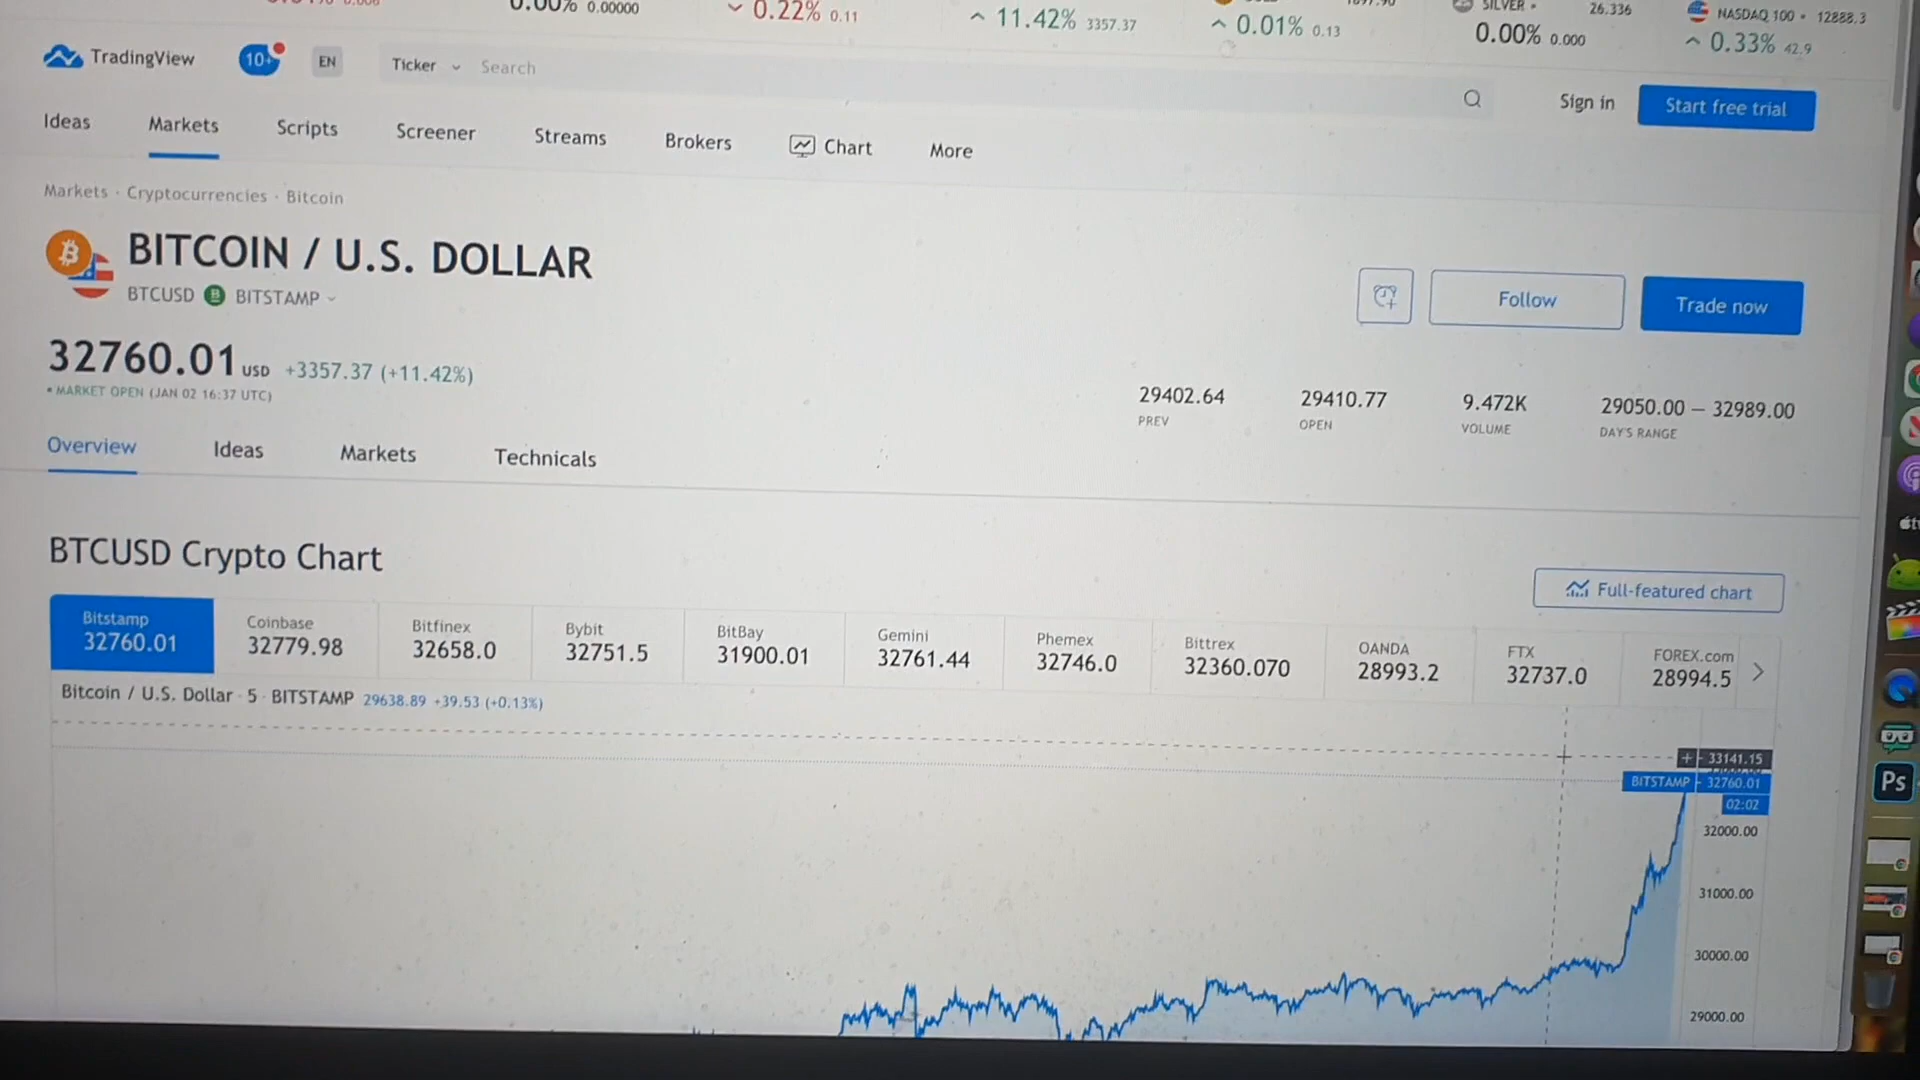 0.00% 0.00000
0.22% 0.11
11.42% 3357.37
0.01% 0.13
SILVER 26.336
0.00% 0.000
NASDAQ 100 • 12888.3
0.33% 42.9
TradingView
10+
EN
Ticker
Search
Sign in
Start free trial
Ideas
Markets
Scripts
Screener
Streams
Brokers
Chart
More
Markets · Cryptocurrencies · Bitcoin
BITCOIN / U.S. DOLLAR
BTCUSD B BITSTAMP
Follow
Trade now
32760.01 USD +3357.37 (+11.42%)
• MARKET OPEN (JAN 02 16:37 UTC)
29402.64
PREV
29410.77
OPEN
9.472K
VOLUME
29050.00 — 32989.00
DAY'S RANGE
Overview
Ideas
Markets
Technicals
BTCUSD Crypto Chart
Full-featured chart
Bitstamp
32760.01
Coinbase
32779.98
Bitfinex
32658.0
Bybit
32751.5
BitBay
31900.01
Gemini
32761.44
Phemex
32746.0
Bittrex
32360.070
OANDA
28993.2
FTX
32737.0
FOREX.com
28994.5
Bitcoin / U.S. Dollar · 5 · BITSTAMP 29638.89 +39.53 (+0.13%)
33141.15
BITSTAMP 32760.01
02:02
32000.00
31000.00
30000.00
29000.00
Ps